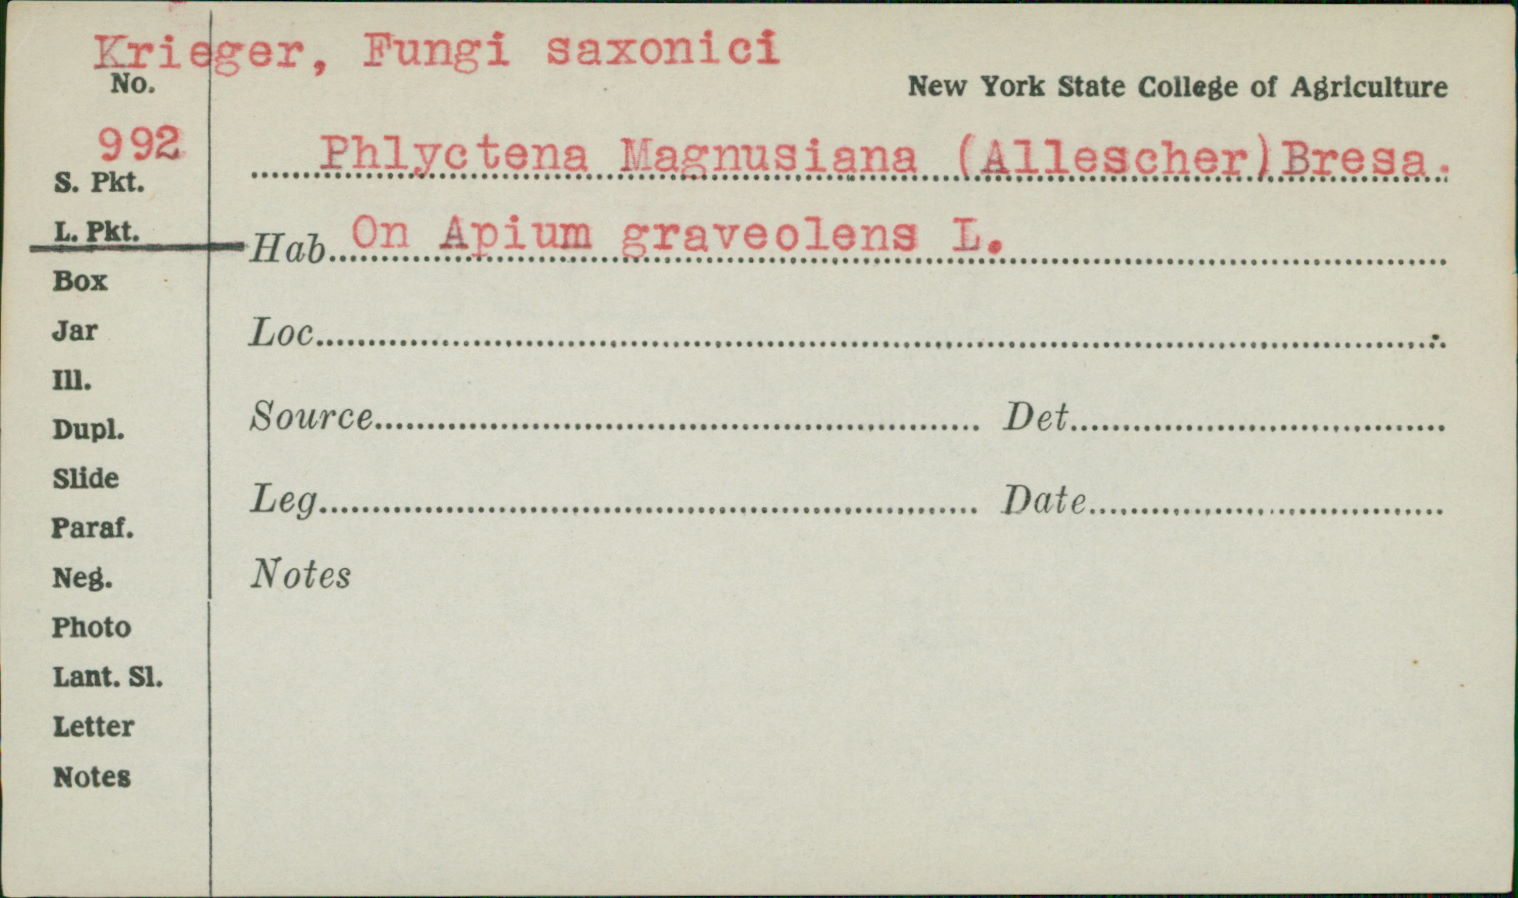 Krieger, Fungi saxonici
No.
New York State College of Agriculture
992
Phlyctena Magnusiana (Allescher)Bresa.
S. Pkt.
L. Pkt.
Hab. On Apium graveolens L.
Box
Loc.
Jar
Ill.
Source
Det.
Dupl.
Slide
Leg.
Date
Paraf.
Neg.
Notes
Photo
Lant. Sl.
Letter
Notes